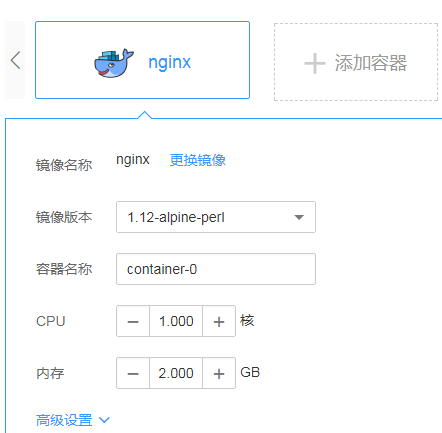 nginx
添加容器
镜像名称 nginx 更换镜像
镜像版本 1.12-alpine-perl
容器名称 container-0
CPU 1.000 核
内存 2.000 GB
高级设置